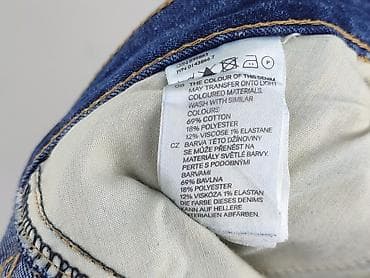 GB THE COLOUR OF THIS DENIM
MAY TRANSFER ONTO LIGHT
COLOURED MATERIALS.
WASH WITH SIMILAR
COLOURS.
69% COTTON
18% POLYESTER
12% VISCOSE 1% ELASTANE
CZ BARVA TÉTO DŽÍNOVINY
SE MŮŽE PŘENÉST NA
MATERIÁLY SVĚTLÉ BARVY.
PERTE S PODOBNÝMI
BARVAMI
69% BAVLNA
18% POLYESTER
12% VISKÓZA 1% ELASTAN
DIE FARBE DIESES DENIMS
KANN AUF HELLERE
MATERIALIEN ABFÄRBEN.